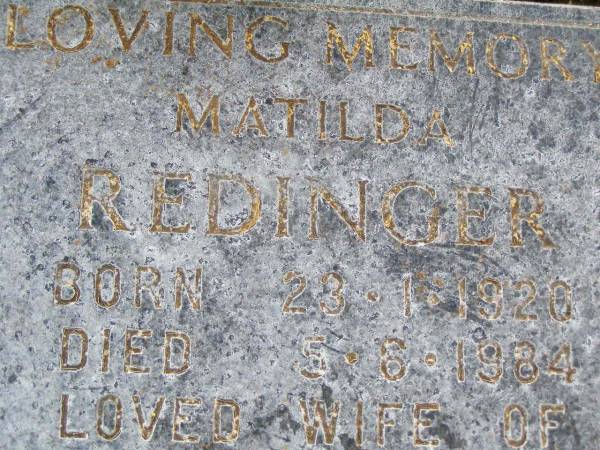 LOVING MEMORY
MATILDA
REDINGER
BORN 23·1·1920
DIED 5·6·1984
LOVED WIFE OF